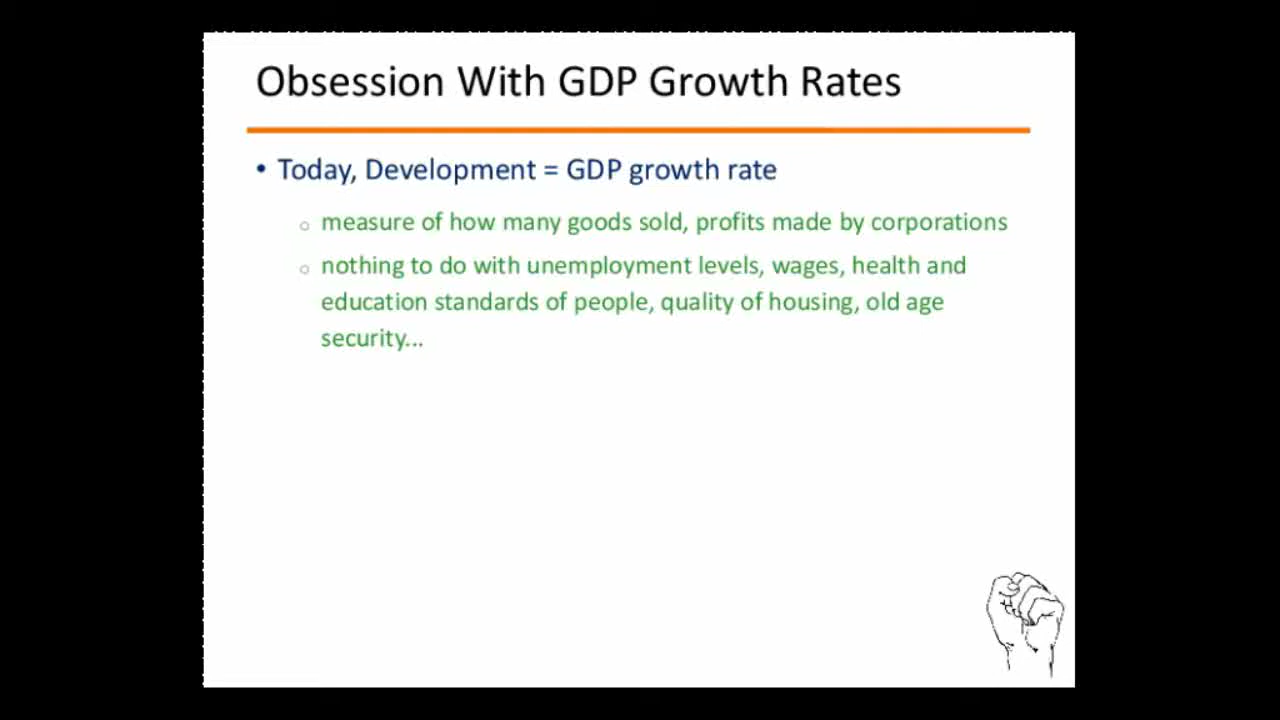 Obsession With GDP Growth Rates
• Today, Development = GDP growth rate
o measure of how many goods sold, profits made by corporations
o nothing to do with unemployment levels, wages, health and
education standards of people, quality of housing, old age
security...